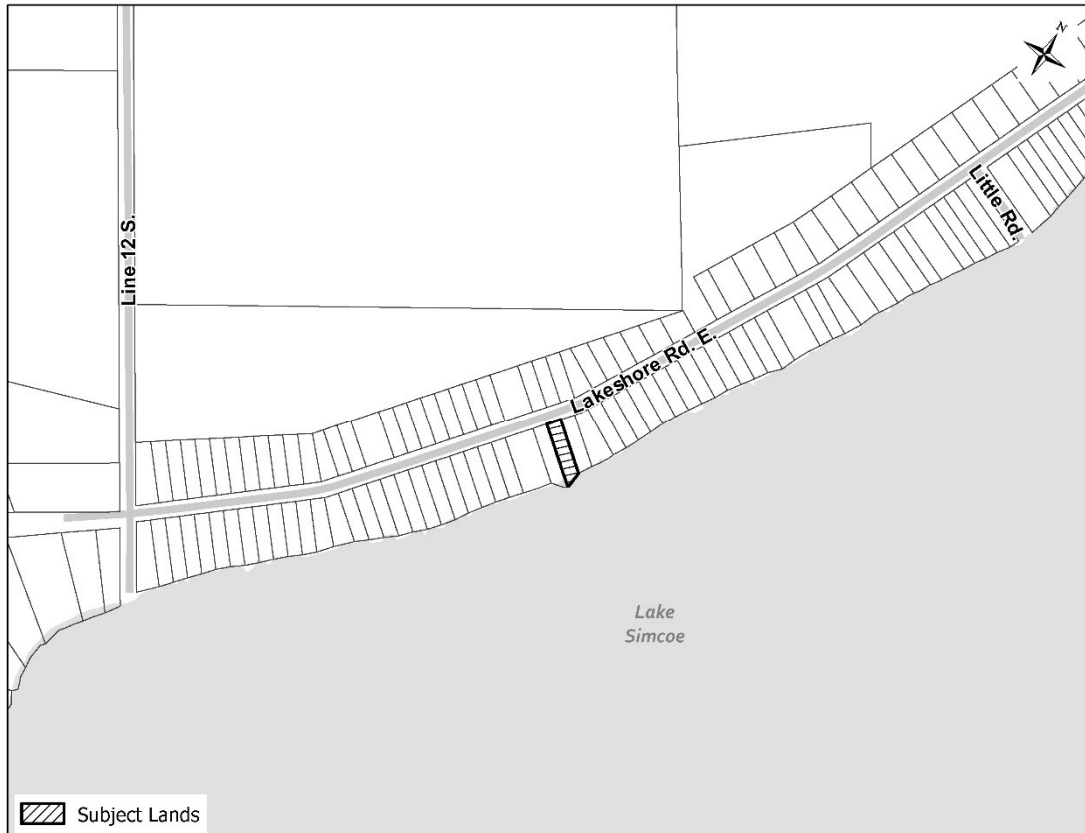 N
Little Rd.
Line 12 S.
Lakeshore Rd. E.
Lake
Simcoe
Subject Lands